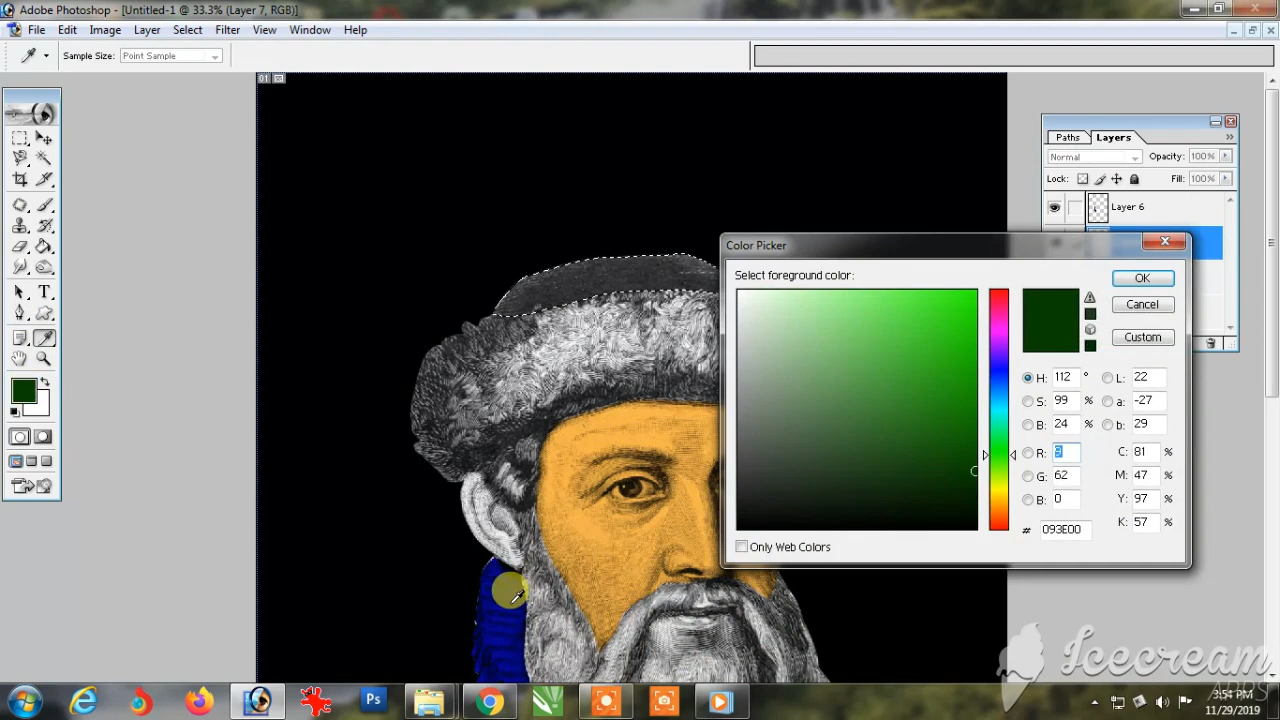 Adobe Photoshop - [Untitled-1 @ 33.3% (Layer 7, RGB)]
File Edit Image Layer Select Filter View Window Help
Sample Size: Point Sample
01
Paths Layers
Normal Opacity: 100%
Lock: Fill: 100%
Layer 6
Color Picker
Select foreground color:
OK
Cancel
Custom
H: 112 ° L: 22
S: 99 % a: -27
B: 24 % b: 29
R: 9 C: 81 %
G: 62 M: 47 %
B: 0 Y: 97 %
# 093E00 K: 57 %
Only Web Colors
T
Icecream
APPS
Ps
3:54 PM
11/29/2019